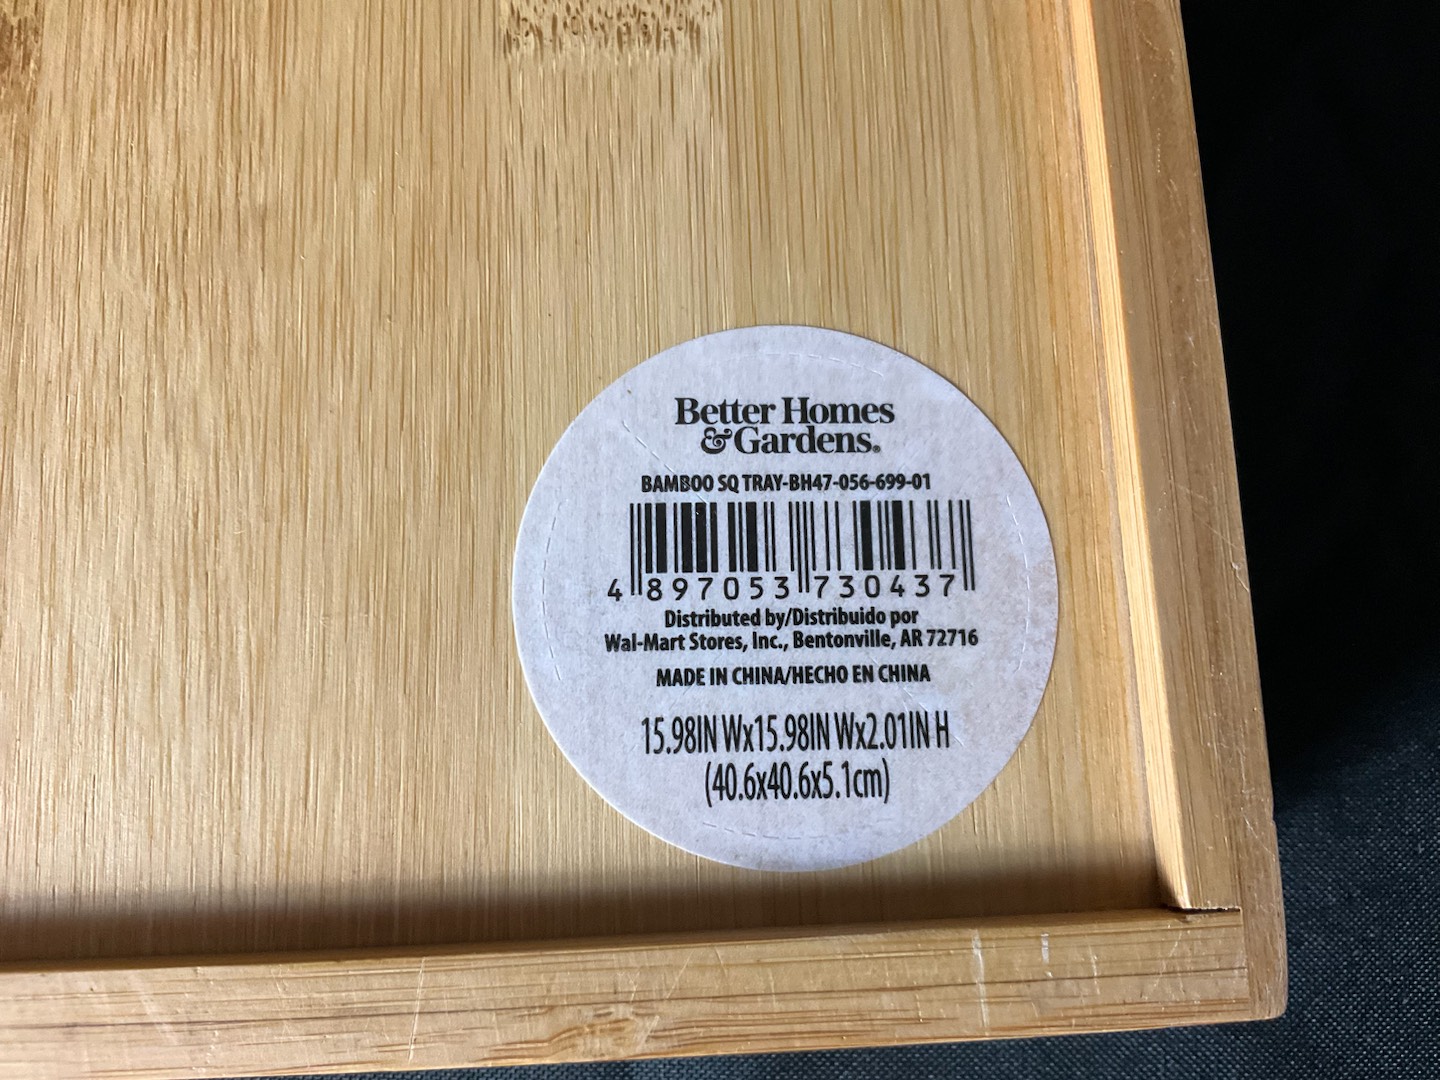 Better Homes
& Gardens®
BAMBOO SQ TRAY-BH47-056-699-01
4 897053 730437
Distributed by/Distribuido por
Wal-Mart Stores, Inc., Bentonville, AR 72716
MADE IN CHINA/HECHO EN CHINA
15.98IN Wx15.98IN Wx2.01IN H
(40.6x40.6x5.1cm)